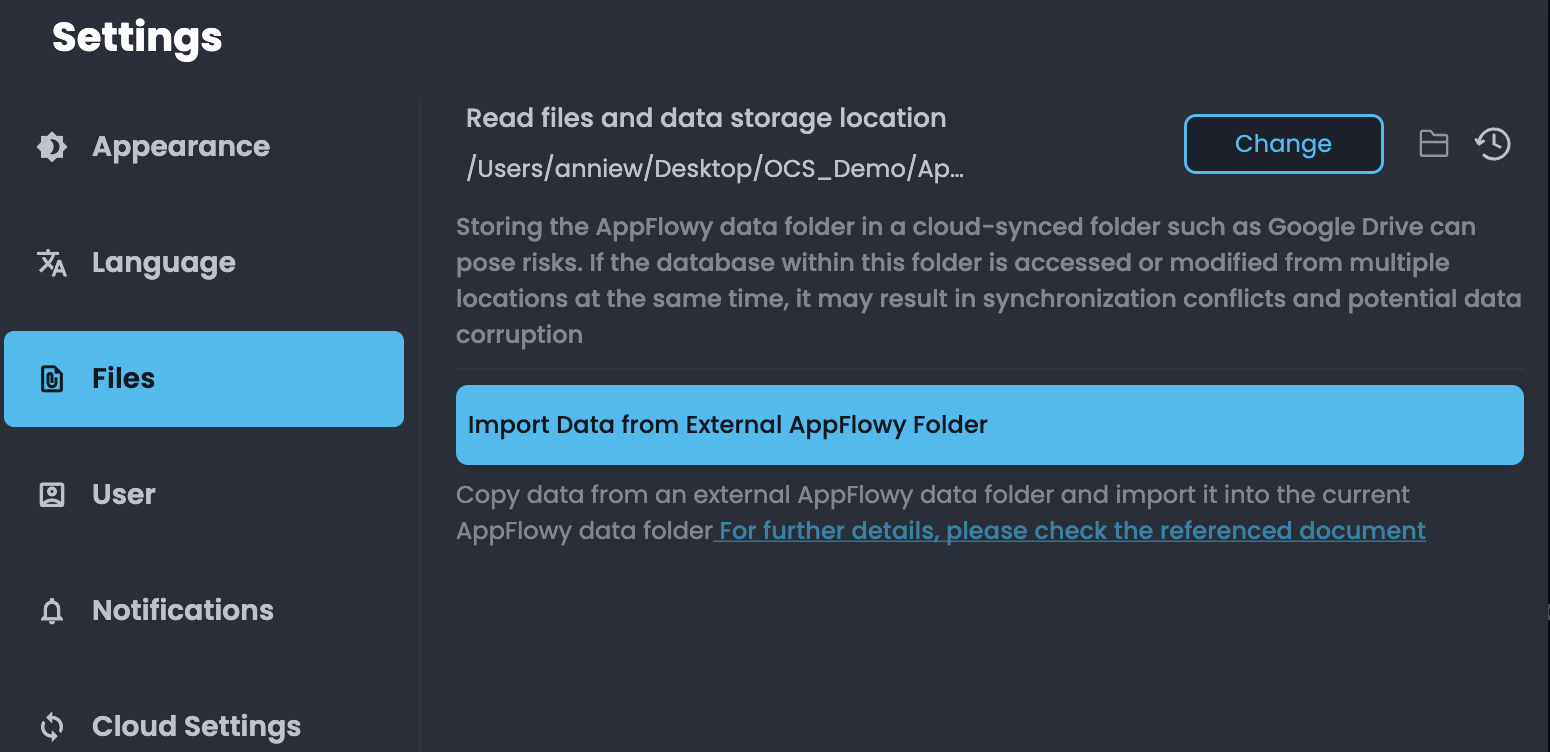 Settings
Appearance
Language
Files
User
Notifications
Cloud Settings
Read files and data storage location
/Users/anniew/Desktop/OCS_Demo/Ap...
Change
Storing the AppFlowy data folder in a cloud-synced folder such as Google Drive can
pose risks. If the database within this folder is accessed or modified from multiple
locations at the same time, it may result in synchronization conflicts and potential data
corruption
Import Data from External AppFlowy Folder
Copy data from an external AppFlowy data folder and import it into the current
AppFlowy data folder For further details, please check the referenced document